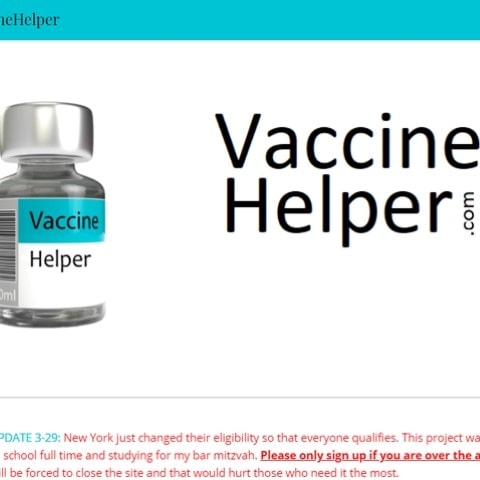 neHelper
Vaccine
Helper
.com
Vaccine
Helper
0ml
PDATE 3-29: New York just changed their eligibility so that everyone qualifies. This project wa
school full time and studying for my bar mitzvah. Please only sign up if you are over the a
ll be forced to close the site and that would hurt those who need it the most.